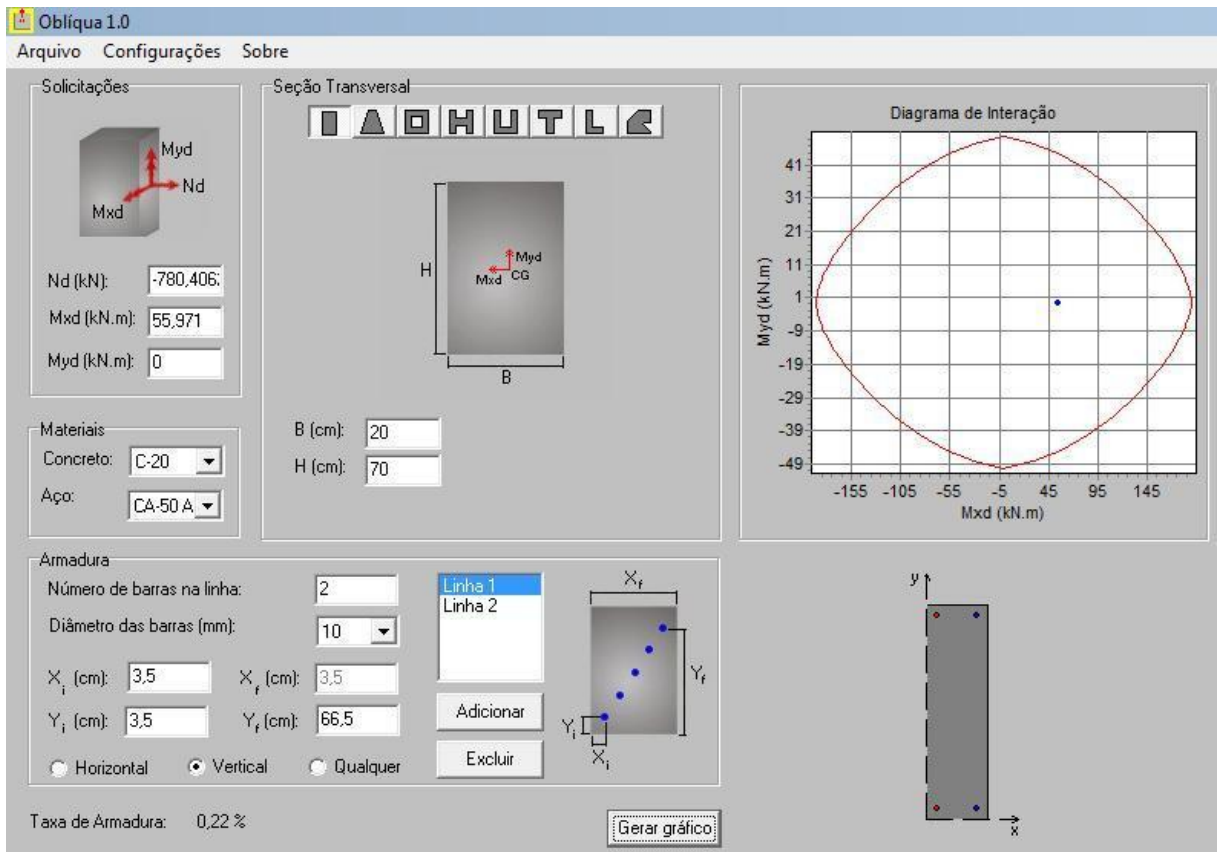 Oblíqua 1.0
Arquivo Configurações Sobre
Solicitações
Myd
Nd
Mxd
Nd (kN): -780,406
Mxd (kN.m): 55,971
Myd (kN.m): 0
Materiais
Concreto: C-20
Aço: CA-50 A
Seção Transversal
H
Myd
Mxd CG
B
B (cm): 20
H (cm): 70
Diagrama de Interação
Myd (kN.m)
41
31
21
11
1
-9
-19
-29
-39
-49
-155 -105 -55 -5 45 95 145
Mxd (kN.m)
Armadura
Número de barras na linha: 2
Diâmetro das barras (mm): 10
Xi (cm): 3,5 Xf (cm): 3,5
Yi (cm): 3,5 Yf (cm): 66,5
Horizontal Vertical Qualquer
Linha 1
Linha 2
Adicionar
Excluir
Xf
Yf
Yi
Xi
Taxa de Armadura: 0,22 %
Gerar gráfico
y
x